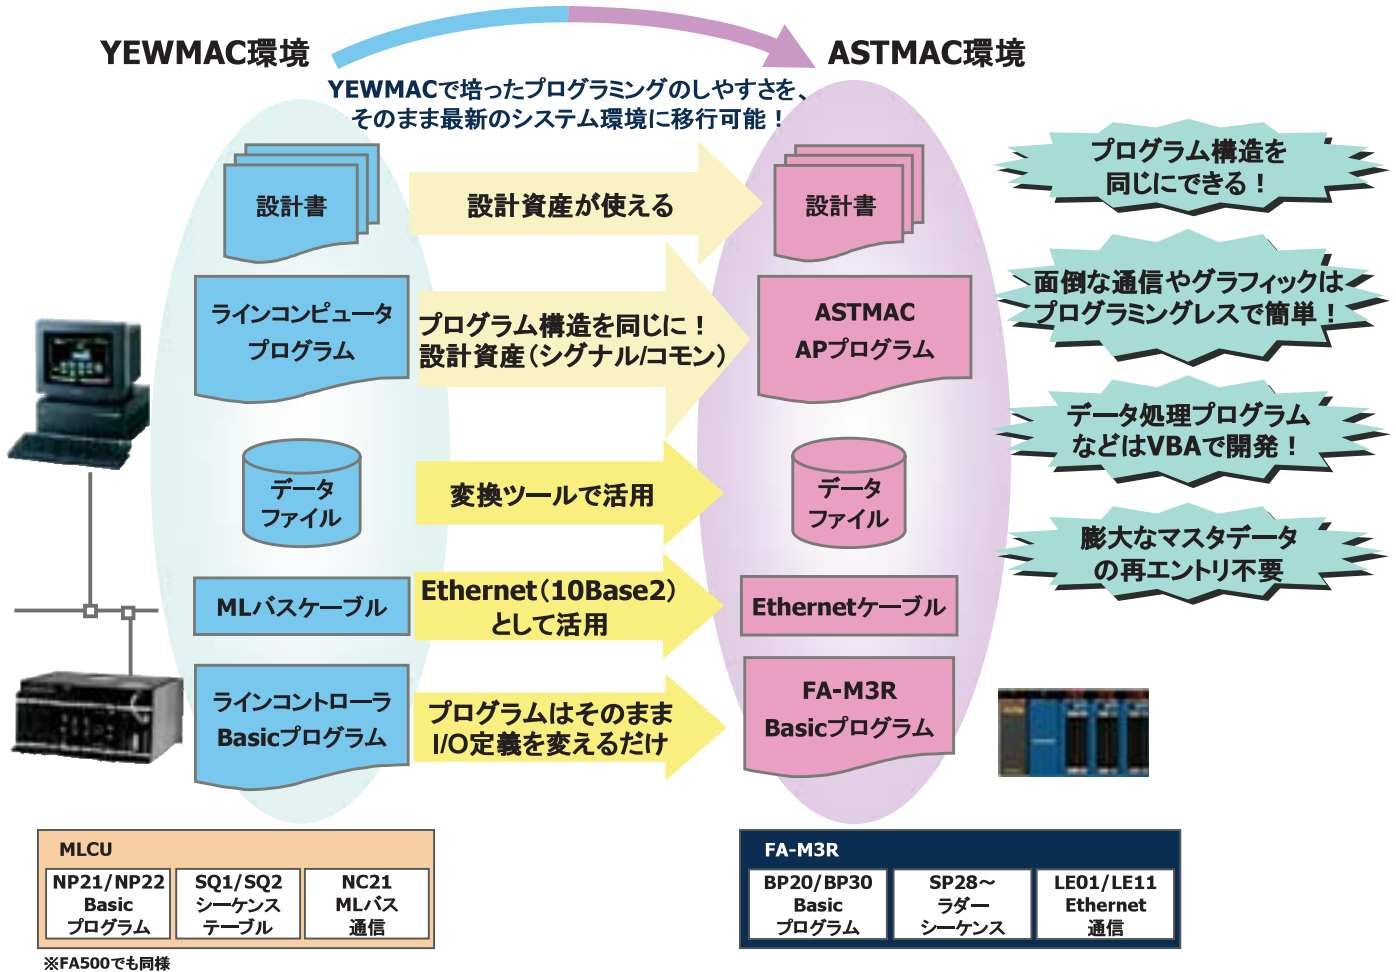 YEWMAC環境
ASTMAC環境
YEWMACで培ったプログラミングのしやすさを、
そのまま最新のシステム環境に移行可能！
設計書
設計資産が使える
設計書
ラインコンピュータ
プログラム
プログラム構造を同じに！
設計資産（シグナル/コモン）
ASTMAC
APプログラム
データ
ファイル
変換ツールで活用
データ
ファイル
MLバスケーブル
Ethernet（10Base2）
として活用
Ethernetケーブル
ラインコントローラ
Basicプログラム
プログラムはそのまま
I/O定義を変えるだけ
FA-M3R
Basicプログラム
プログラム構造を
同じにできる！
面倒な通信やグラフィックは
プログラミングレスで簡単！
データ処理プログラム
などはVBAで開発！
膨大なマスタデータ
の再エントリ不要
MLCU
NP21/NP22
Basic
プログラム
SQ1/SQ2
シーケンス
テーブル
NC21
MLバス
通信
※FA500でも同様
FA-M3R
BP20/BP30
Basic
プログラム
SP28～
ラダー
シーケンス
LE01/LE11
Ethernet
通信